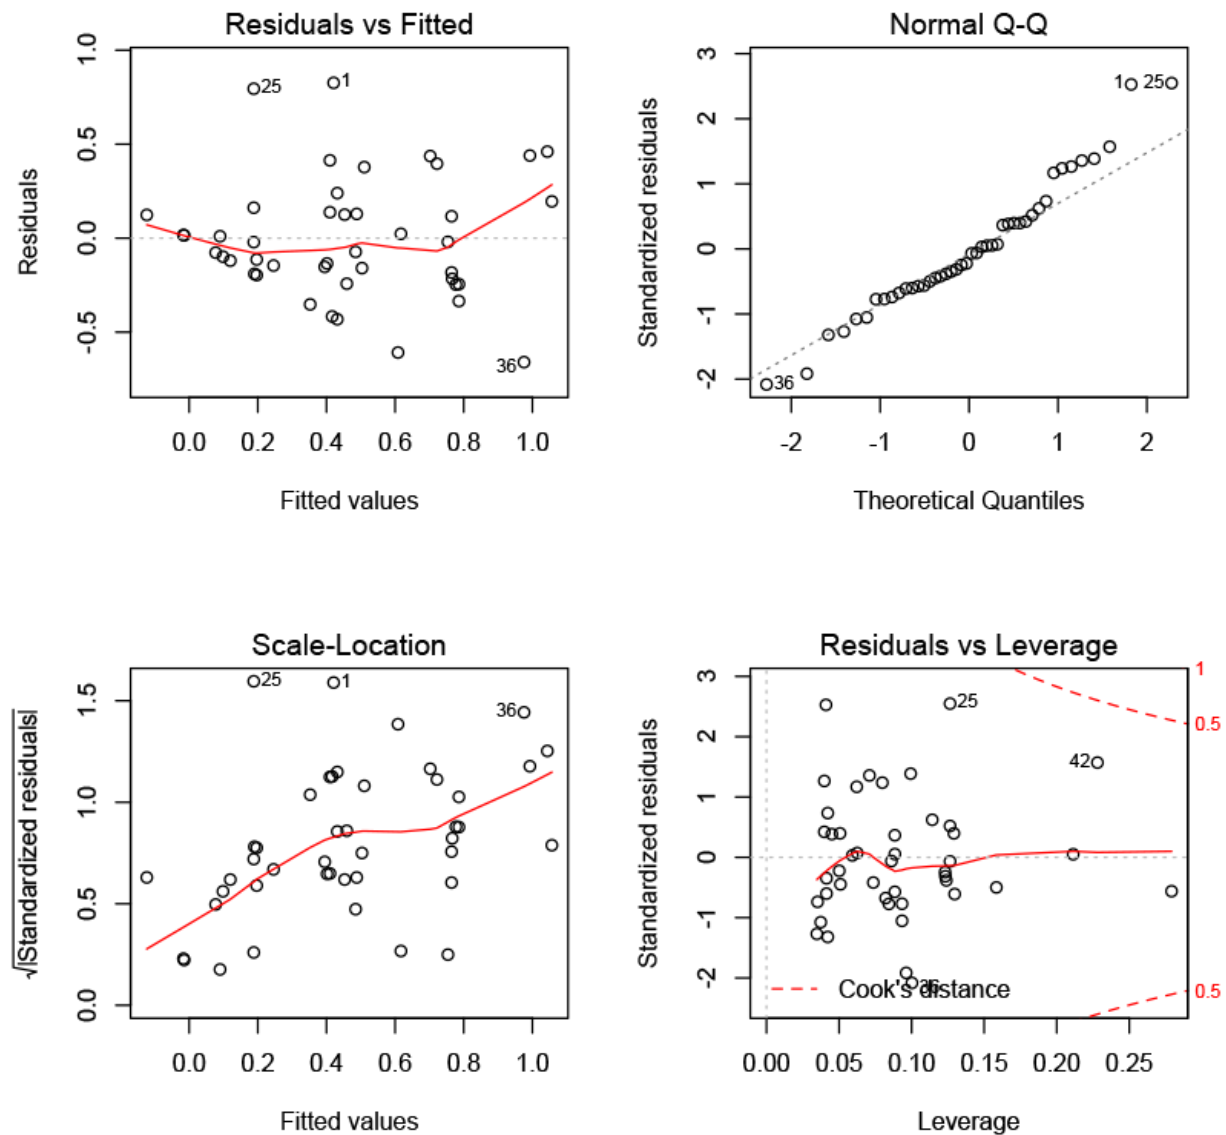 Residuals vs Fitted
Residuals
1.0
0.5
0.0
-0.5
25
1
36
0.0 0.2 0.4 0.6 0.8 1.0
Fitted values
Normal Q-Q
Standardized residuals
3
2
1
0
-1
-2
1
25
36
-2 -1 0 1 2
Theoretical Quantiles
Scale-Location
√|Standardized residuals|
1.5
1.0
0.5
0.0
25
1
36
0.0 0.2 0.4 0.6 0.8 1.0
Fitted values
Residuals vs Leverage
Standardized residuals
3
2
1
0
-1
-2
1
0.5
0.5
25
42
36
Cook's distance
0.00 0.05 0.10 0.15 0.20 0.25
Leverage